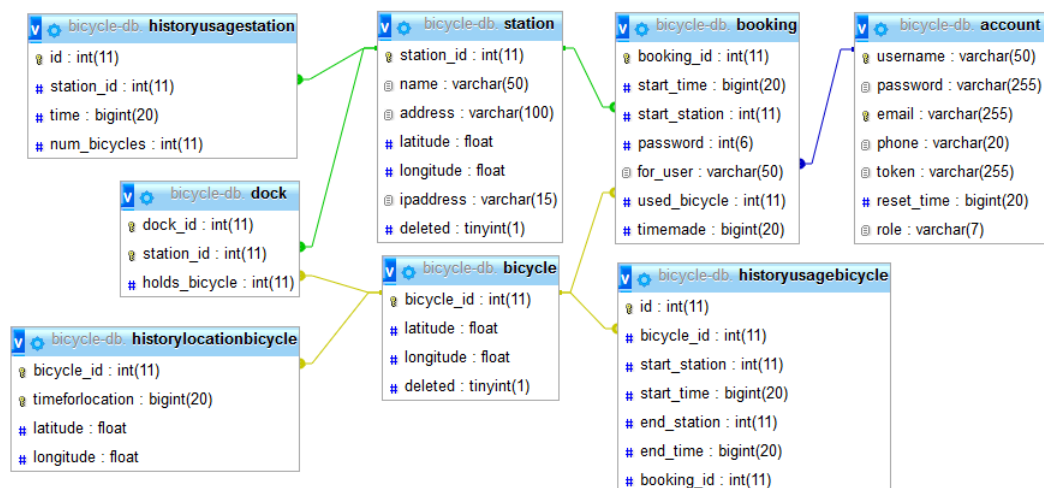 bicycle-db. historyusagestation
id : int(11)
station_id : int(11)
time : bigint(20)
num_bicycles : int(11)
bicycle-db. station
station_id : int(11)
name : varchar(50)
address : varchar(100)
latitude : float
longitude : float
ipaddress : varchar(15)
deleted : tinyint(1)
bicycle-db. booking
booking_id : int(11)
start_time : bigint(20)
start_station : int(11)
password : int(6)
for_user : varchar(50)
used_bicycle : int(11)
timemade : bigint(20)
bicycle-db. account
username : varchar(50)
password : varchar(255)
email : varchar(255)
phone : varchar(20)
token : varchar(255)
reset_time : bigint(20)
role : varchar(7)
bicycle-db. dock
dock_id : int(11)
station_id : int(11)
holds_bicycle : int(11)
bicycle-db. bicycle
bicycle_id : int(11)
latitude : float
longitude : float
deleted : tinyint(1)
bicycle-db. historyusagebicycle
id : int(11)
bicycle_id : int(11)
start_station : int(11)
start_time : bigint(20)
end_station : int(11)
end_time : bigint(20)
booking_id : int(11)
bicycle-db. historylocationbicycle
bicycle_id : int(11)
timeforlocation : bigint(20)
latitude : float
longitude : float